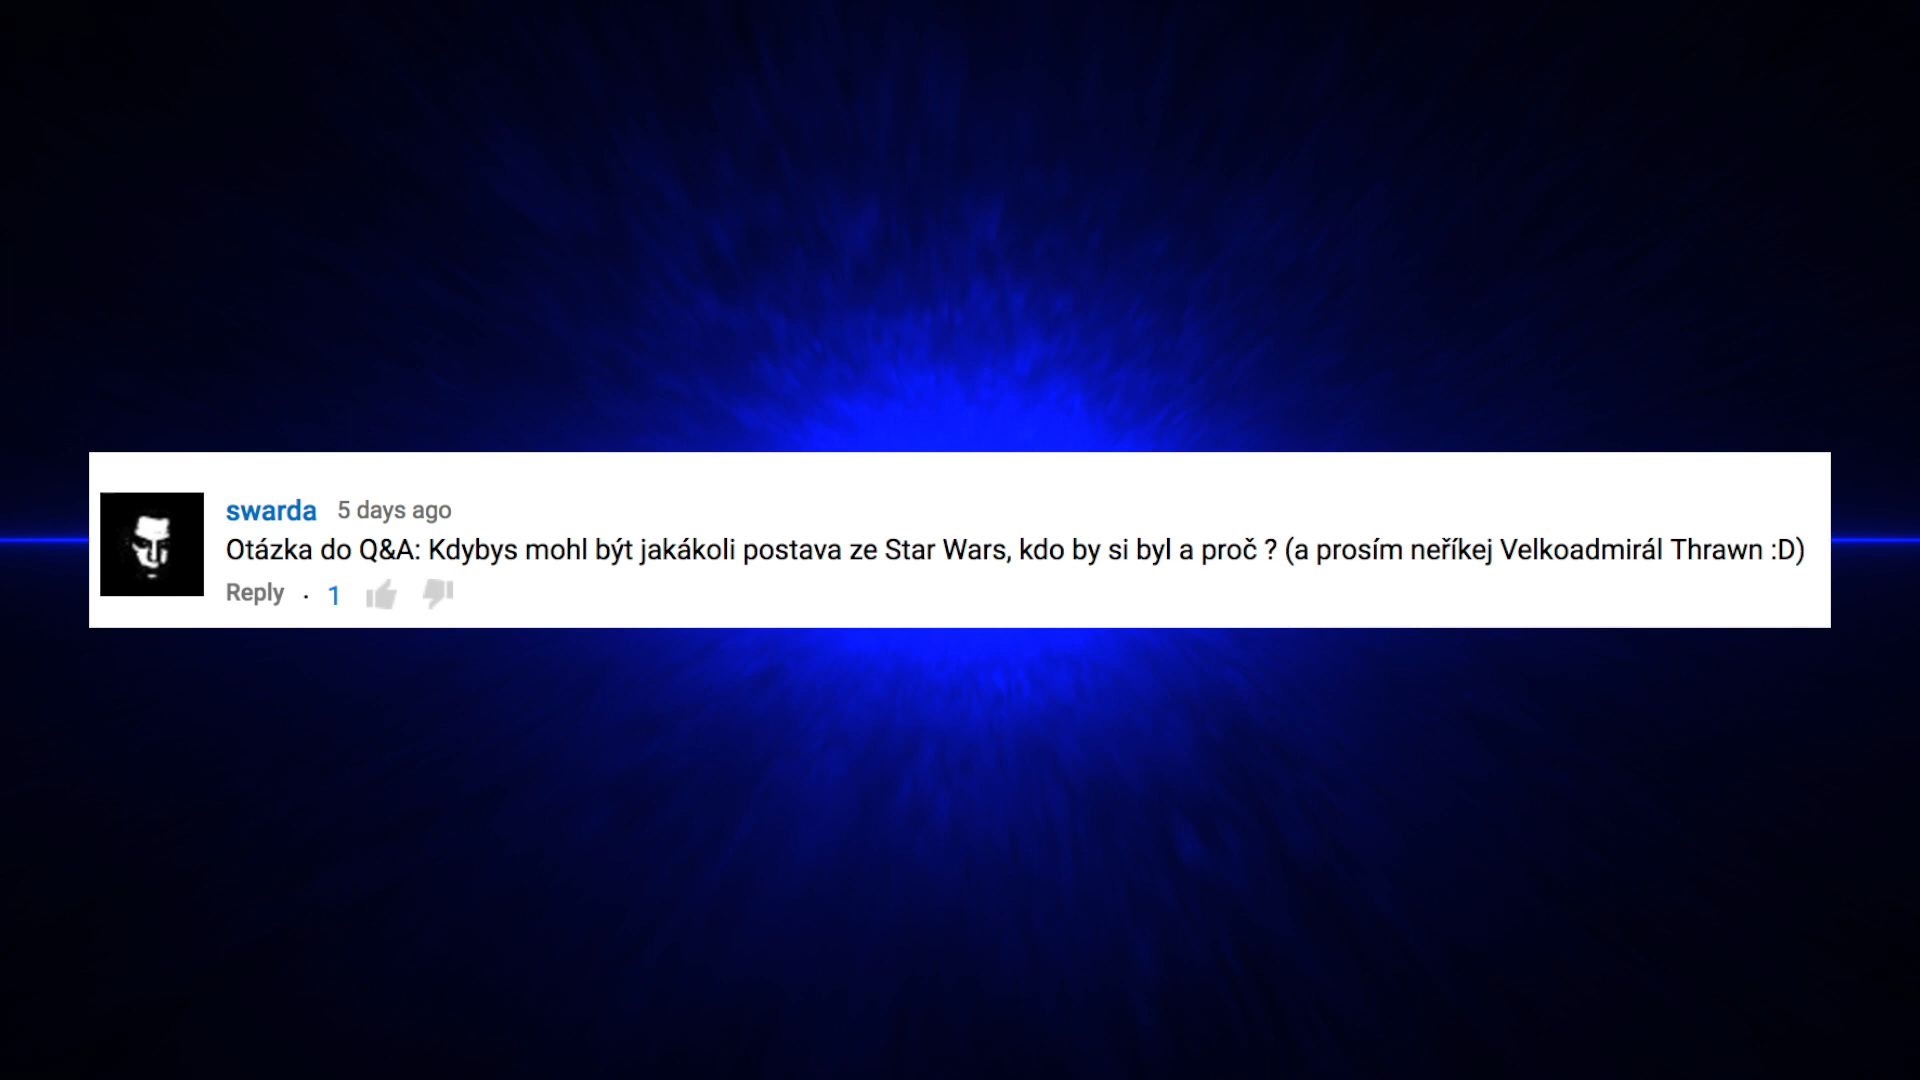 swarda 5 days ago
Otázka do Q&A: Kdybys mohl být jakákoli postava ze Star Wars, kdo by si byl a proč ? (a prosím neříkej Velkoadmirál Thrawn :D)
Reply · 1